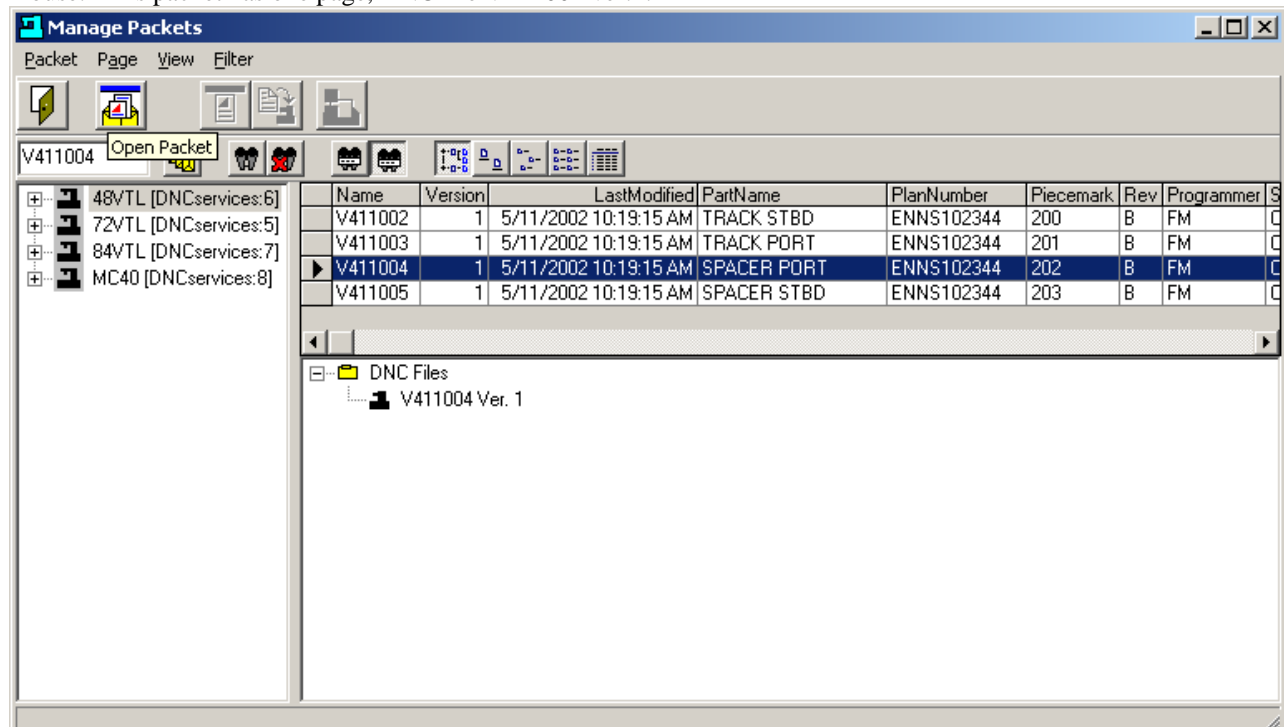 Manage Packets
Packet Page View Filter
Open Packet
V411004
48VTL [DNCservices:6]
72VTL [DNCservices:5]
84VTL [DNCservices:7]
MC40 [DNCservices:8]
Name Version LastModified PartName PlanNumber Piecemark Rev Programmer S
V411002 1 5/11/2002 10:19:15 AM TRACK STBD ENNS102344 200 B FM
V411003 1 5/11/2002 10:19:15 AM TRACK PORT ENNS102344 201 B FM
V411004 1 5/11/2002 10:19:15 AM SPACER PORT ENNS102344 202 B FM
V411005 1 5/11/2002 10:19:15 AM SPACER STBD ENNS102344 203 B FM
DNC Files
V411004 Ver. 1